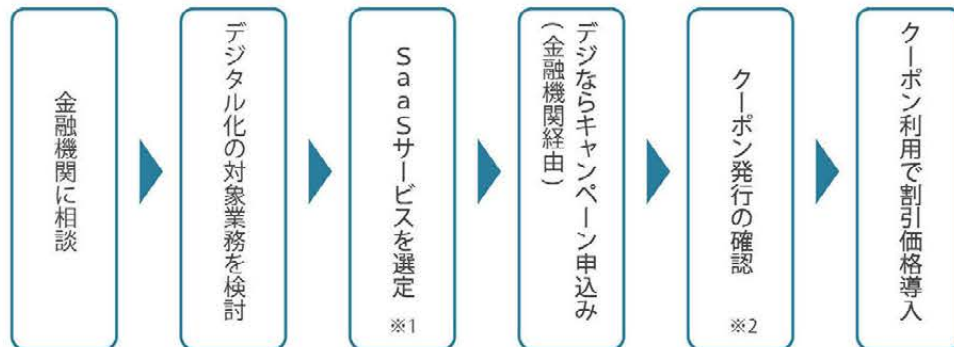 金融機関に相談
デジタル化の対象業務を検討
SaaSサービスを選定
※1
デジならキャンペーン申込み
(金融機関経由)
クーポン発行の確認
※2
クーポン利用で割引価格導入